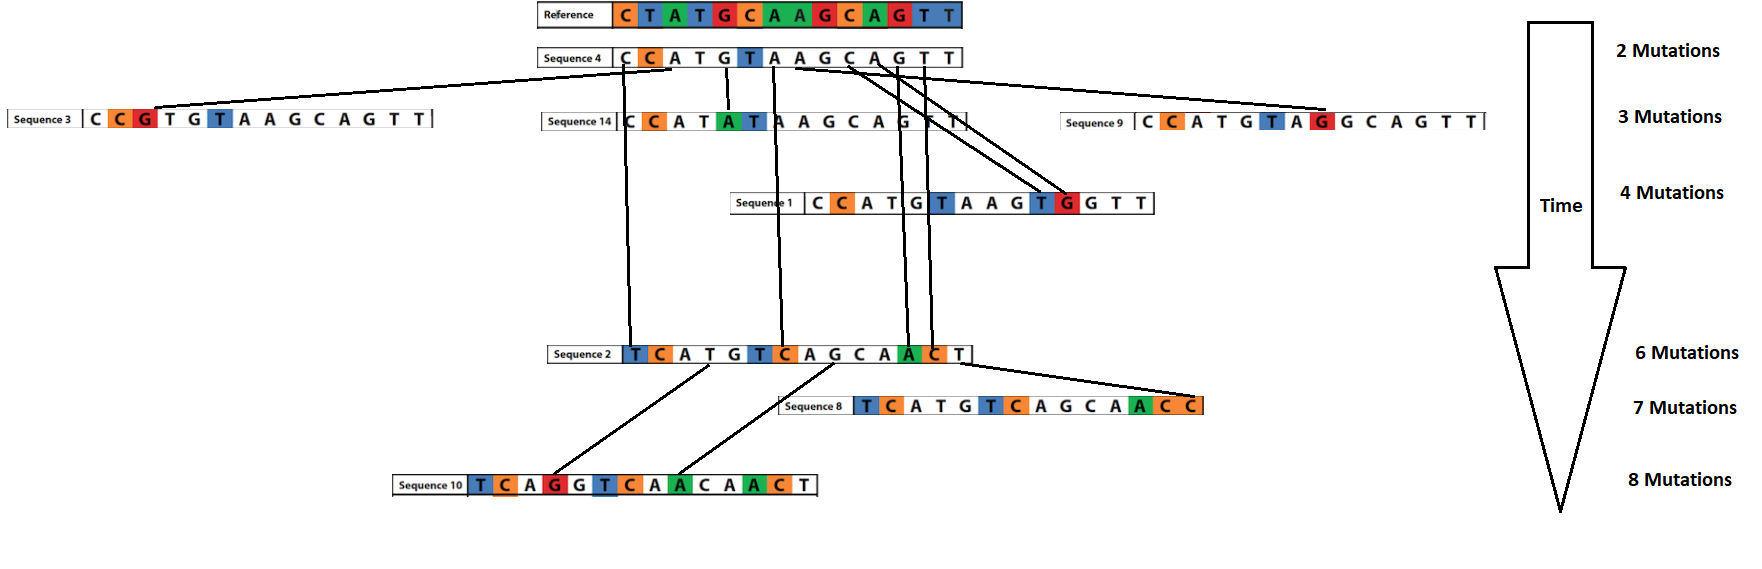 Reference C T A T G C A A G C A G T T
Sequence 4 C C A T G T A A G C A G T T
2 Mutations
Sequence 3 C C G T G T A A G C A G T T
Sequence 14 C C A T A T A A G C A G T T
Sequence 9 C C A T G T A G G C A G T T
3 Mutations
Sequence 1 C C A T G T A A G T G G T T
4 Mutations
Time
Sequence 2 T C A T G T C A G C A A C T
6 Mutations
Sequence 8 T C A T G T C A G C A A C C
7 Mutations
Sequence 10 T C A G G T C A A C A A C T
8 Mutations